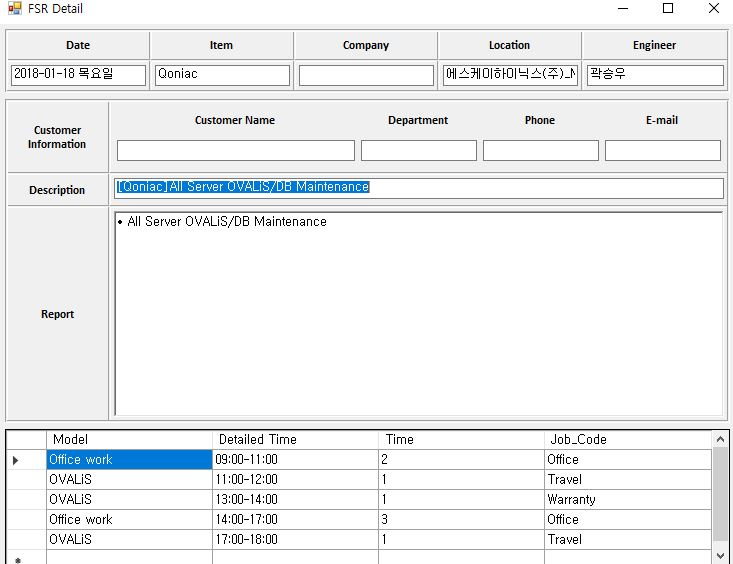 FSR Detail
Date Item Company Location Engineer
2018-01-18 목요일 Qoniac 에스케이하이닉스(주)_ 곽승우
Customer Information
Customer Name Department Phone E-mail
Description
[Qoniac] All Server OVALiS/DB Maintenance
Report
• All Server OVALiS/DB Maintenance
Model Detailed Time Time Job_Code
Office work 09:00-11:00 2 Office
OVALiS 11:00-12:00 1 Travel
OVALiS 13:00-14:00 1 Warranty
Office work 14:00-17:00 3 Office
OVALiS 17:00-18:00 1 Travel